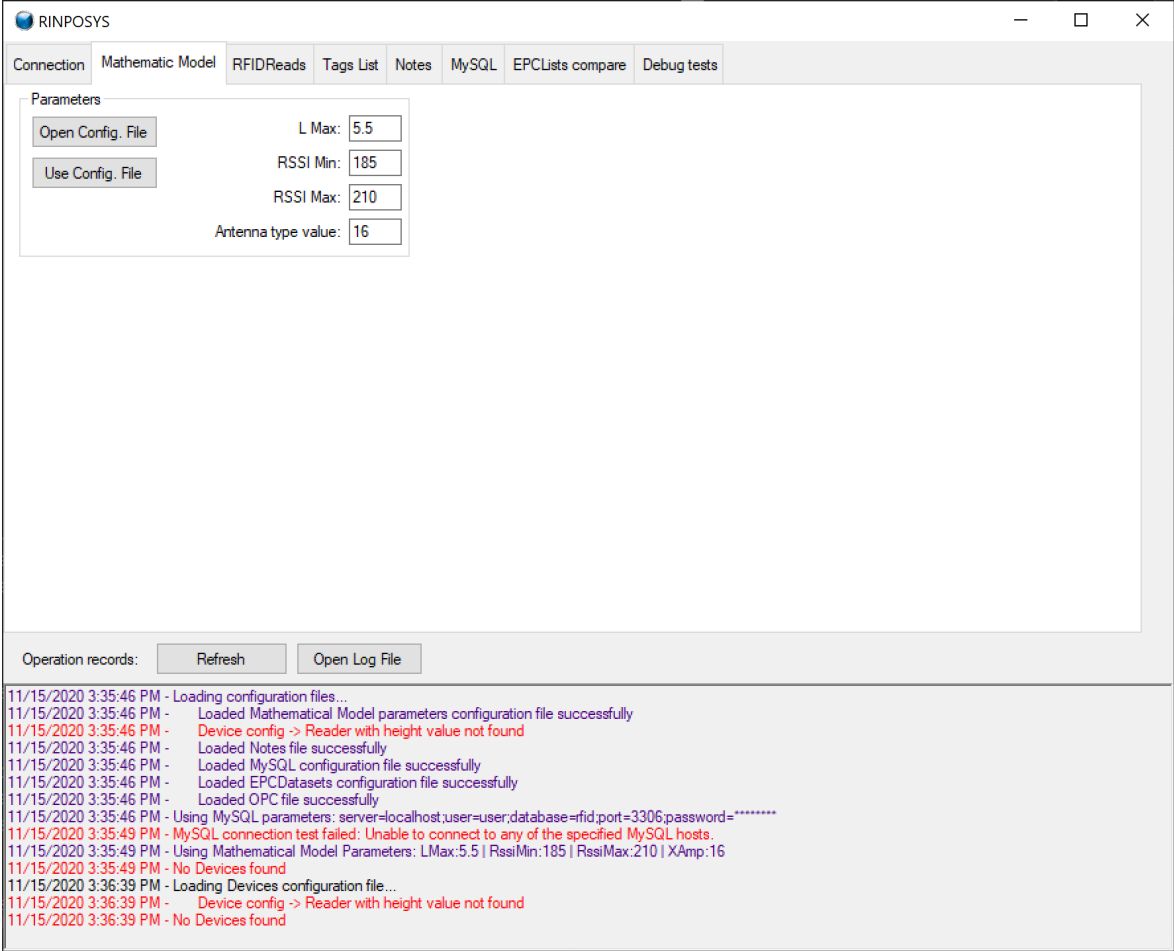 RINPOSYS
Connection Mathematic Model RFIDReads Tags List Notes MySQL EPCLists compare Debug tests
Parameters
Open Config. File
L Max: 5.5
RSSI Min: 185
Use Config. File
RSSI Max: 210
Antenna type value: 16
Operation records: Refresh Open Log File
11/15/2020 3:35:46 PM - Loading configuration files...
11/15/2020 3:35:46 PM - Loaded Mathematical Model parameters configuration file successfully
11/15/2020 3:35:46 PM - Device config -> Reader with height value not found
11/15/2020 3:35:46 PM - Loaded Notes file successfully
11/15/2020 3:35:46 PM - Loaded MySQL configuration file successfully
11/15/2020 3:35:46 PM - Loaded EPCDatasets configuration file successfully
11/15/2020 3:35:46 PM - Loaded OPC file successfully
11/15/2020 3:35:46 PM - Using MySQL parameters: server=localhost;user=user;database=rfid;port=3306;password=********
11/15/2020 3:35:49 PM - MySQL connection test failed: Unable to connect to any of the specified MySQL hosts.
11/15/2020 3:35:49 PM - Using Mathematical Model Parameters: LMax:5.5 | RssiMin:185 | RssiMax:210 | XAmp:16
11/15/2020 3:35:49 PM - No Devices found
11/15/2020 3:36:39 PM - Loading Devices configuration file...
11/15/2020 3:36:39 PM - Device config -> Reader with height value not found
11/15/2020 3:36:39 PM - No Devices found